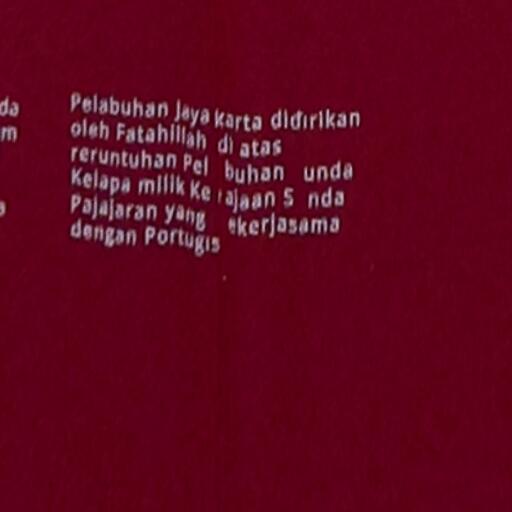 da
m
Pelabuhan Jayakarta didirikan
oleh Fatahillah di atas
reruntuhan Pel buhan unda
Kelapa milik Ke ajaan S nda
Pajajaran yang ekerjasama
dengan Portugis